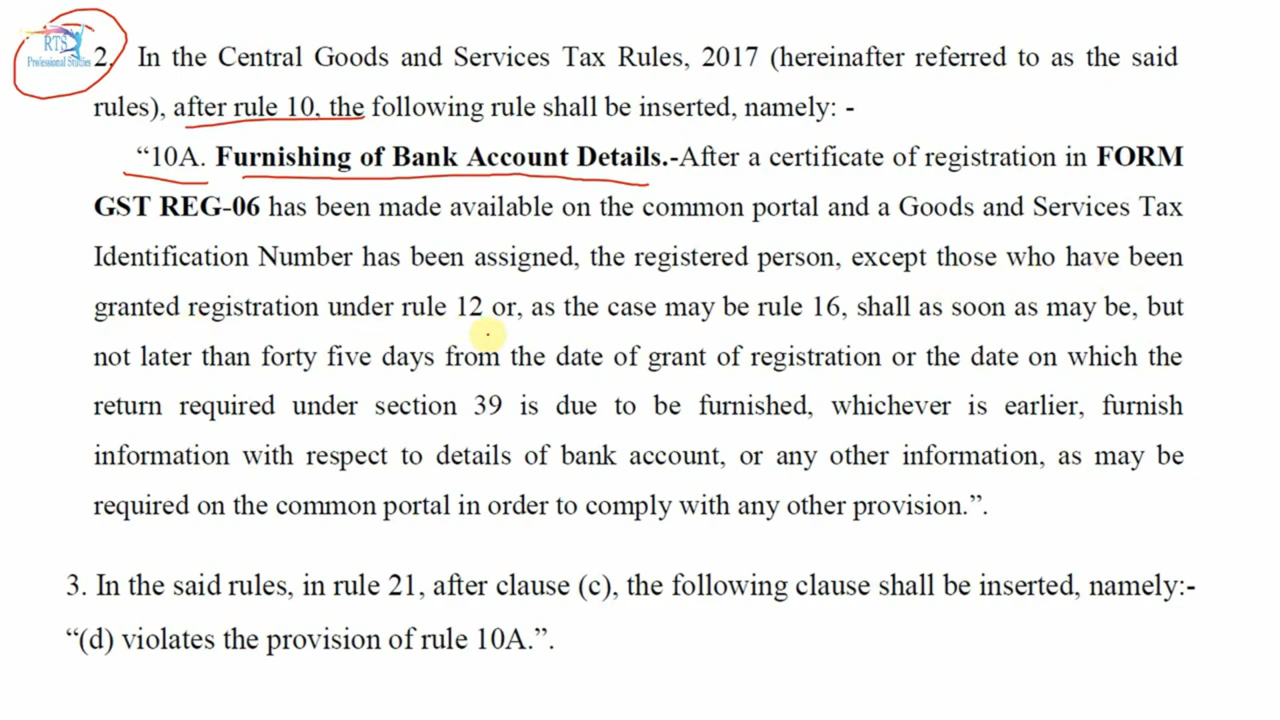 RTS
Professional Studies
2. In the Central Goods and Services Tax Rules, 2017 (hereinafter referred to as the said
rules), after rule 10, the following rule shall be inserted, namely: -
“10A. Furnishing of Bank Account Details.-After a certificate of registration in FORM
GST REG-06 has been made available on the common portal and a Goods and Services Tax
Identification Number has been assigned, the registered person, except those who have been
granted registration under rule 12 or, as the case may be rule 16, shall as soon as may be, but
not later than forty five days from the date of grant of registration or the date on which the
return required under section 39 is due to be furnished, whichever is earlier, furnish
information with respect to details of bank account, or any other information, as may be
required on the common portal in order to comply with any other provision.”.
3. In the said rules, in rule 21, after clause (c), the following clause shall be inserted, namely:-
“(d) violates the provision of rule 10A.”.